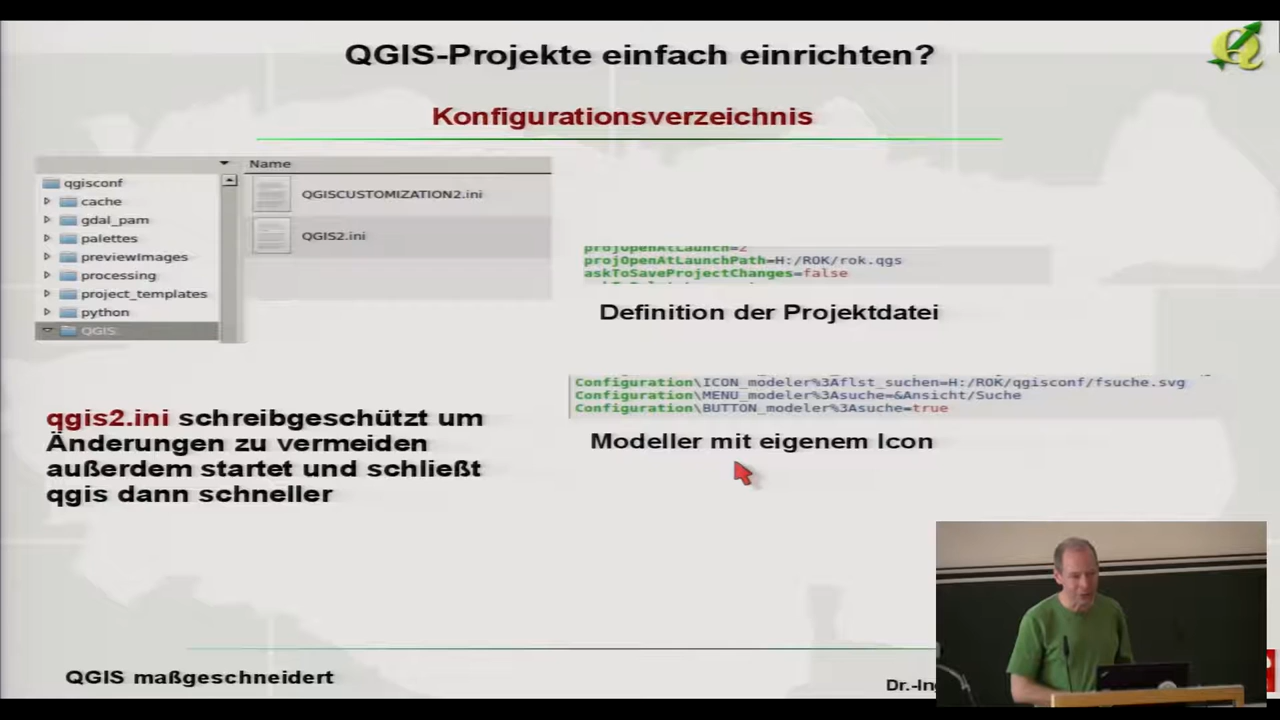 QGIS-Projekte einfach einrichten?
Konfigurationsverzeichnis
Name
qgisconf
cache
gdal_pam
palettes
previewImages
processing
project_templates
python
QGIS
QGISCUSTOMIZATION2.ini
QGIS2.ini
projOpenAtLaunch=2
projOpenAtLaunchPath=H:/ROK/rok.qgs
askToSaveProjectChanges=false
Definition der Projektdatei
Configuration\ICON_modeler%3Aflst_suchen=H:/ROK/qgisconf/fsuche.svg
Configuration\MENU_modeler%3Asuche=&Ansicht/Suche
Configuration\BUTTON_modeler%3Asuche=true
Modeller mit eigenem Icon
qgis2.ini schreibgeschützt um
Änderungen zu vermeiden
außerdem startet und schließt
qgis dann schneller
QGIS maßgeschneidert